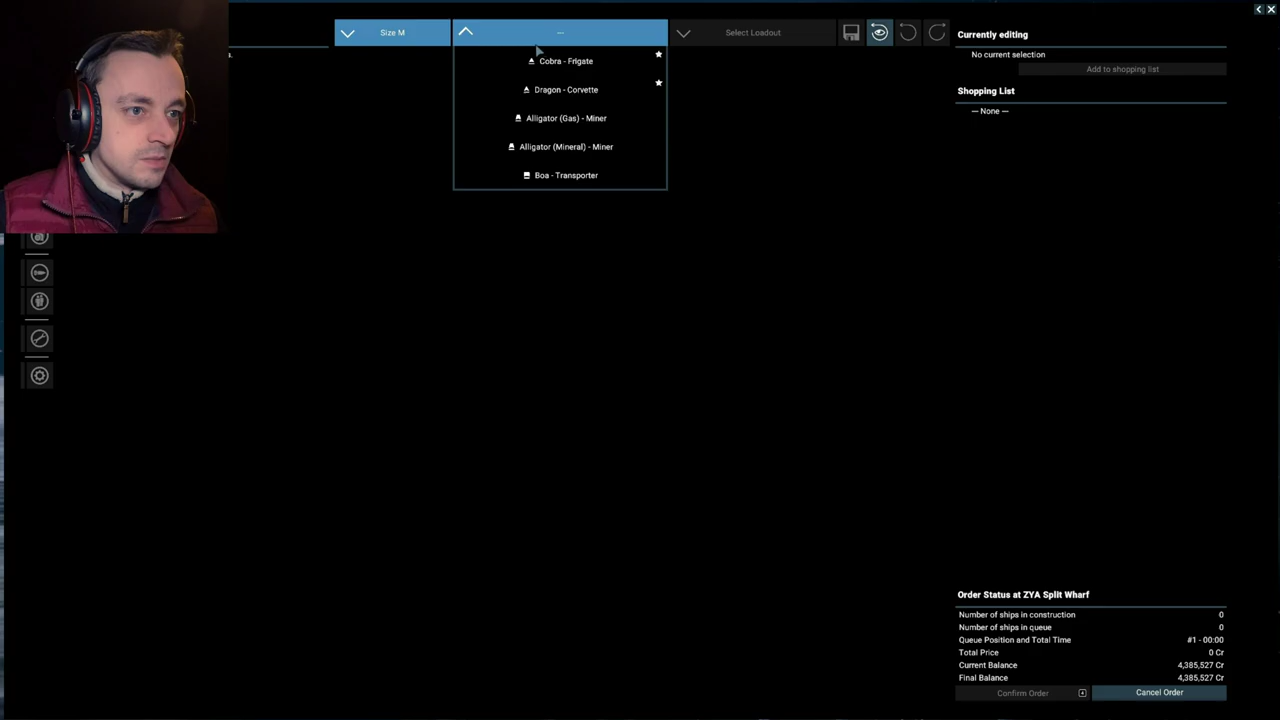 Size M
---
Select Loadout
Cobra - Frigate
Dragon - Corvette
Alligator (Gas) - Miner
Alligator (Mineral) - Miner
Boa - Transporter
Currently editing
No current selection
Add to shopping list
Shopping List
--- None ---
Order Status at ZYA Split Wharf
Number of ships in construction 0
Number of ships in queue 0
Queue Position and Total Time #1 - 00:00
Total Price 0 Cr
Current Balance 4,385,527 Cr
Final Balance 4,385,527 Cr
Confirm Order
Cancel Order